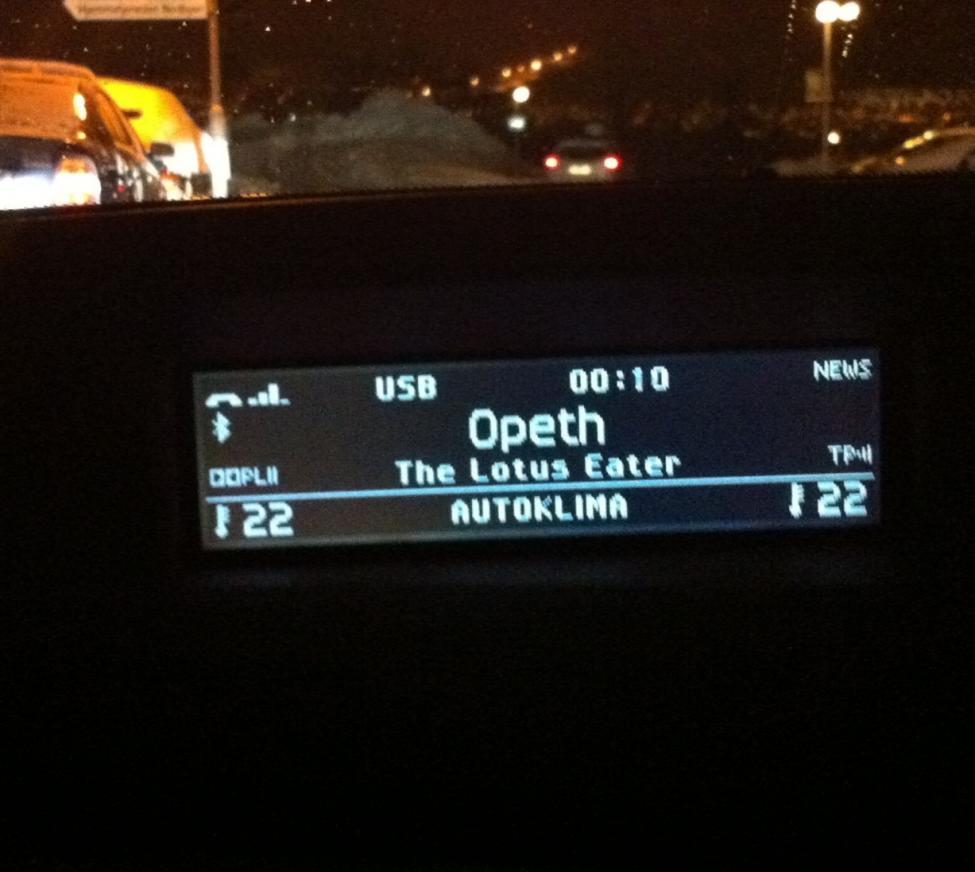 USB 00:10 NEWS
Opeth
DDPLII The Lotus Eater TP
22 AUTOKLIMA 22